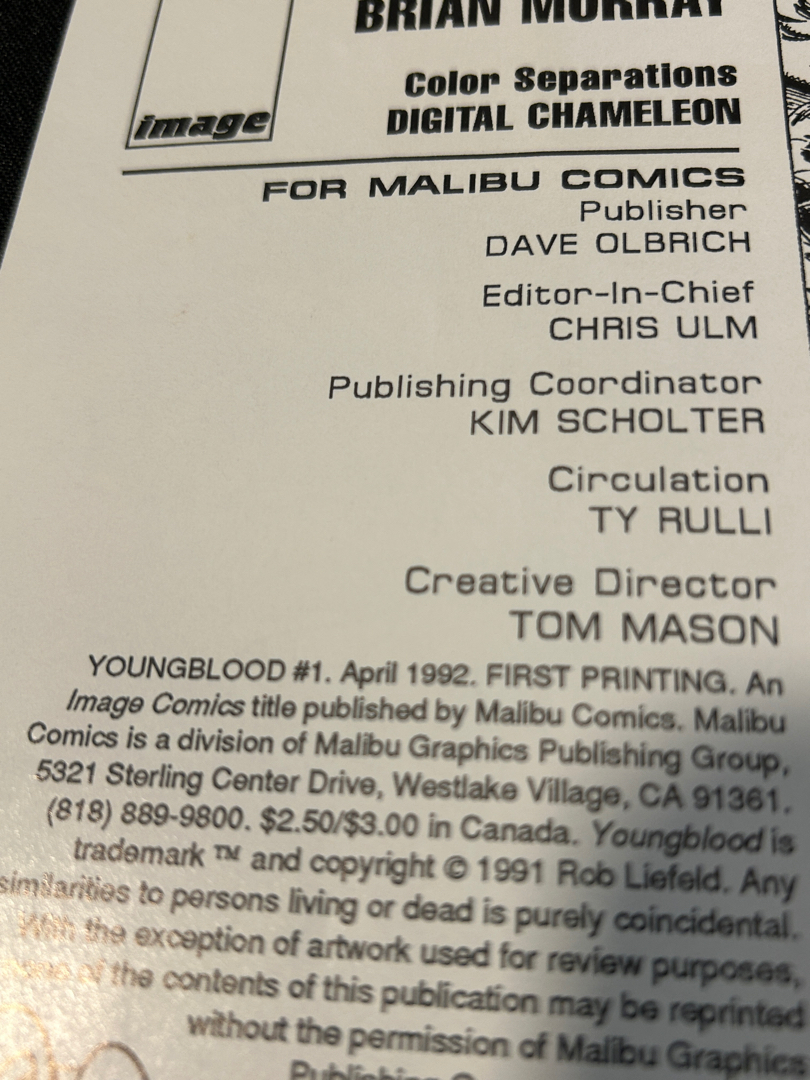 BRIAN MURRAY
Color Separations
DIGITAL CHAMELEON
image
FOR MALIBU COMICS
Publisher
DAVE OLBRICH
Editor-In-Chief
CHRIS ULM
Publishing Coordinator
KIM SCHOLTER
Circulation
TY RULLI
Creative Director
TOM MASON
YOUNGBLOOD #1. April 1992. FIRST PRINTING. An
Image Comics title published by Malibu Comics. Malibu
Comics is a division of Malibu Graphics Publishing Group,
5321 Sterling Center Drive, Westlake Village, CA 91361.
(818) 889-9800. $2.50/$3.00 in Canada. Youngblood is
trademark ™ and copyright © 1991 Rob Liefeld. Any
similarities to persons living or dead is purely coincidental.
With the exception of artwork used for review purposes,
of the contents of this publication may be reprinted
without the permission of Malibu Graphics
Publishing